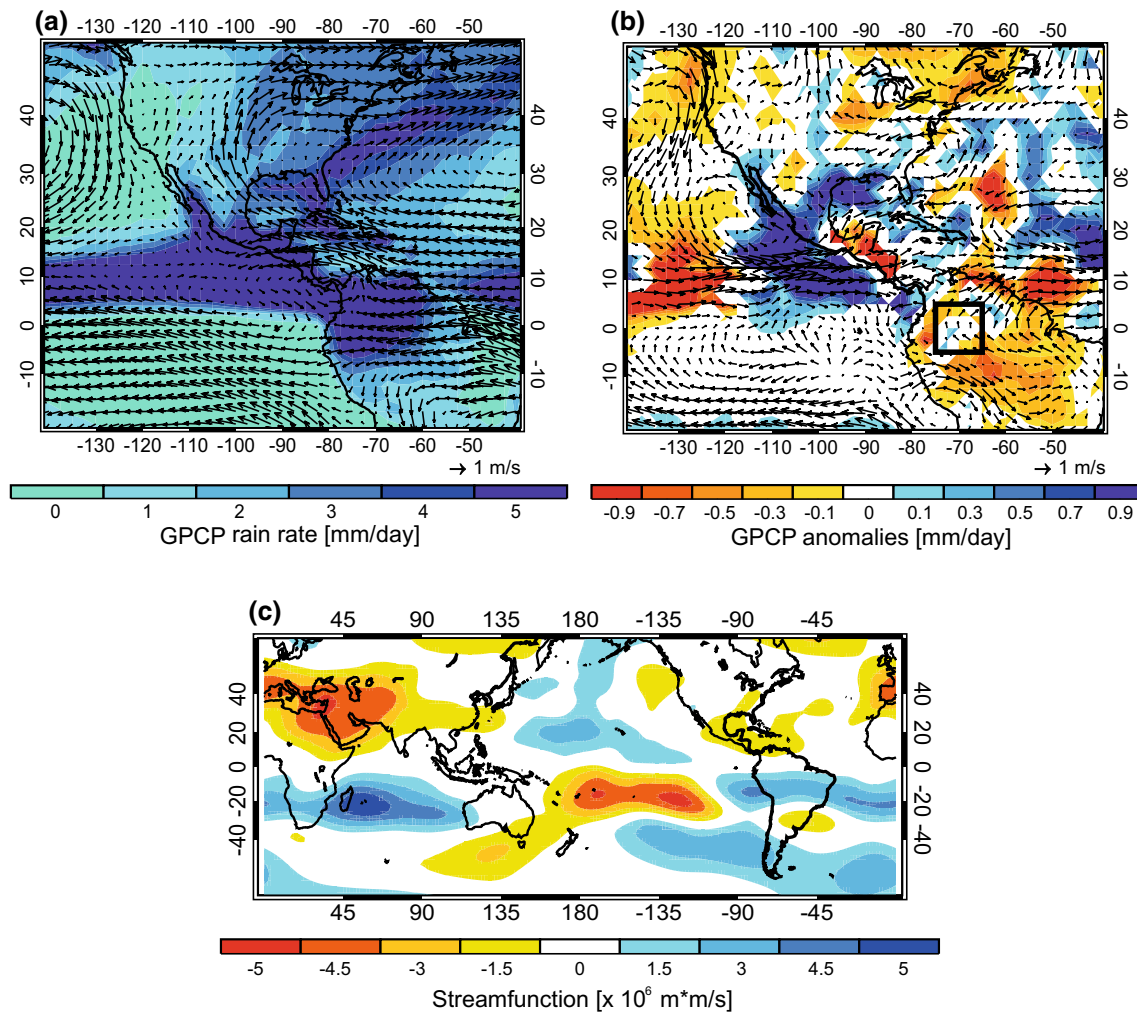 (a)
-130 -120 -110 -100 -90 -80 -70 -60 -50
40 30 20 10 0 -10
40 30 20 10 0 -10
-130 -120 -110 -100 -90 -80 -70 -60 -50
1 m/s
0 1 2 3 4 5
GPCP rain rate [mm/day]
(b)
-130 -120 -110 -100 -90 -80 -70 -60 -50
40 30 20 10 0 -10
40 30 20 10 0 -10
-130 -120 -110 -100 -90 -80 -70 -60 -50
1 m/s
-0.9 -0.7 -0.5 -0.3 -0.1 0 0.1 0.3 0.5 0.7 0.9
GPCP anomalies [mm/day]
(c)
45 90 135 180 -135 -90 -45
40 20 0 -20 -40
40 20 0 -20 -40
45 90 135 180 -135 -90 -45
-5 -4.5 -3 -1.5 0 1.5 3 4.5 5
Streamfunction [x 10⁶ m*m/s]